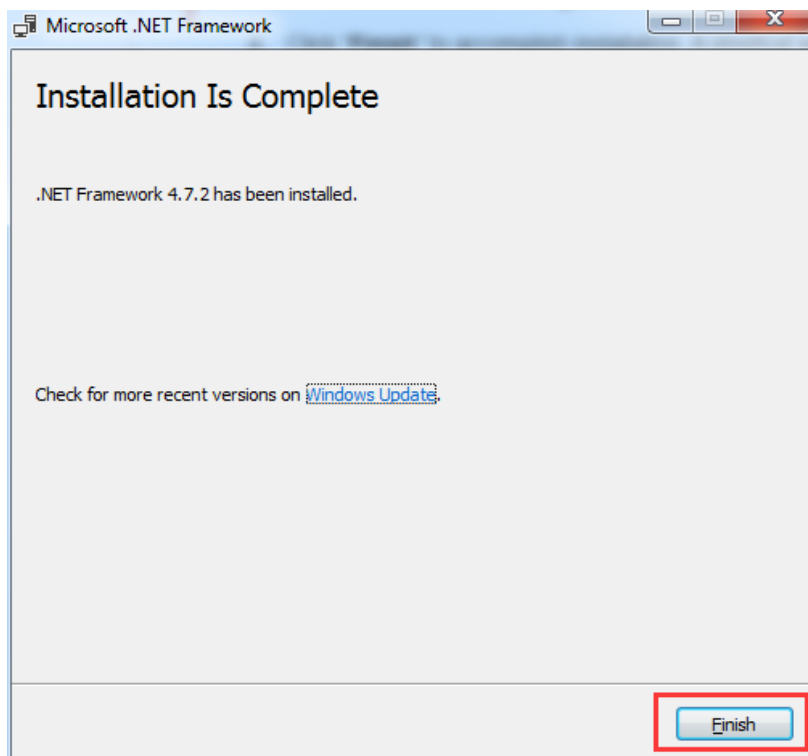 Microsoft .NET Framework
Installation Is Complete
.NET Framework 4.7.2 has been installed.
Check for more recent versions on Windows Update.
Finish